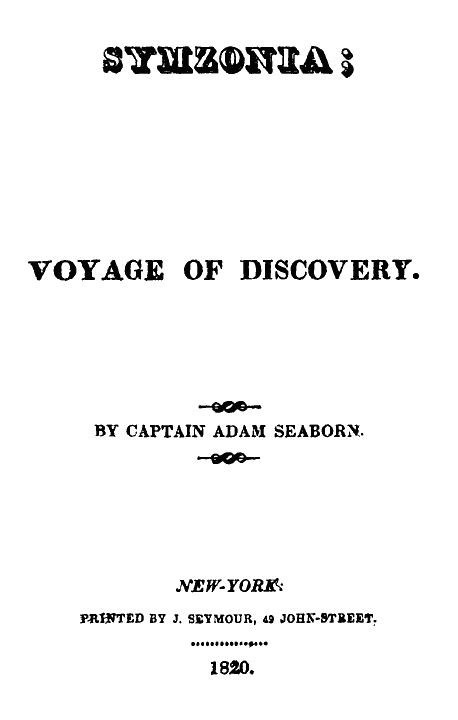 SYMZONIA;
VOYAGE OF DISCOVERY.
BY CAPTAIN ADAM SEABORN.
NEW-YORK:
PRINTED BY J. SEYMOUR, 49 JOHN-STREET.
1820.